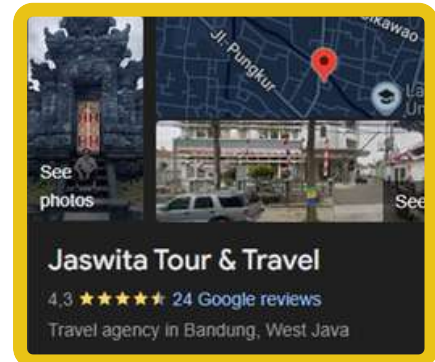 Jl. Pungkur
See
photos
See
Jaswita Tour & Travel
4,3 24 Google reviews
Travel agency in Bandung, West Java